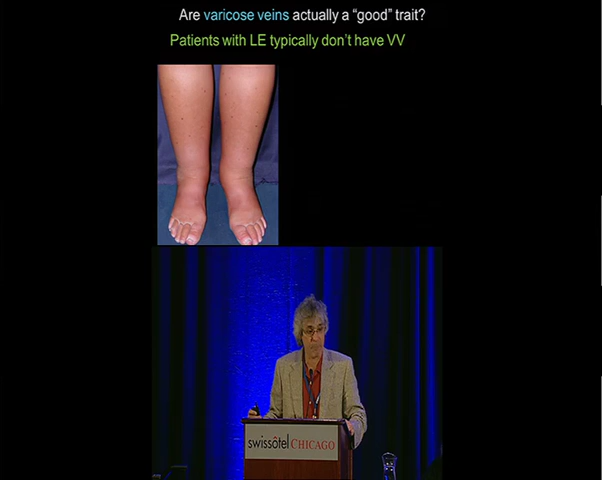 Are varicose veins actually a “good” trait?
Patients with LE typically don’t have VV
swissôtel CHICAGO